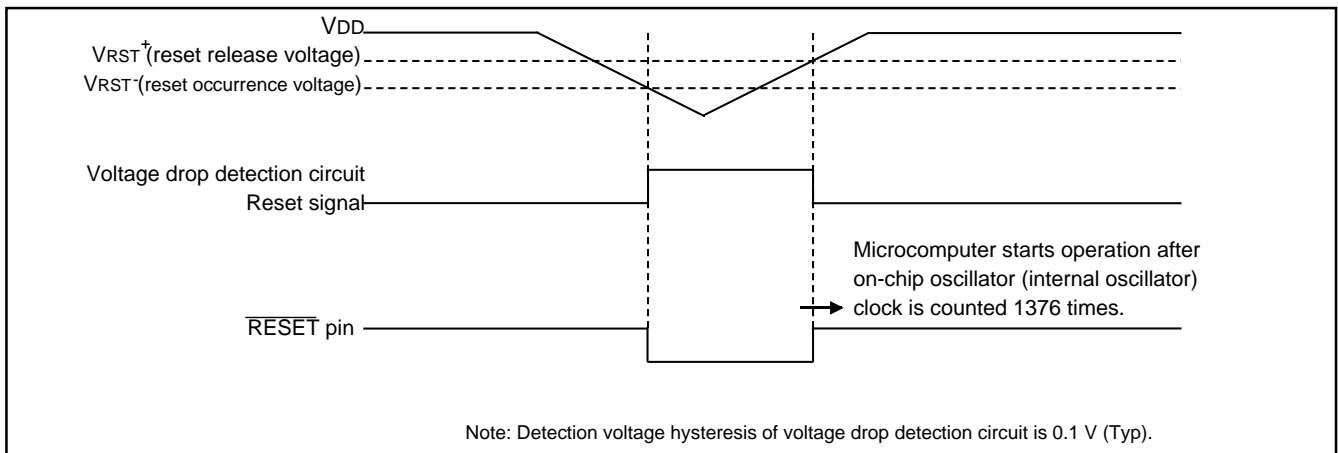 VDD
VRST+(reset release voltage)
VRST-(reset occurrence voltage)
Voltage drop detection circuit
Reset signal
Microcomputer starts operation after
on-chip oscillator (internal oscillator)
clock is counted 1376 times.
RESET pin
Note: Detection voltage hysteresis of voltage drop detection circuit is 0.1 V (Typ).